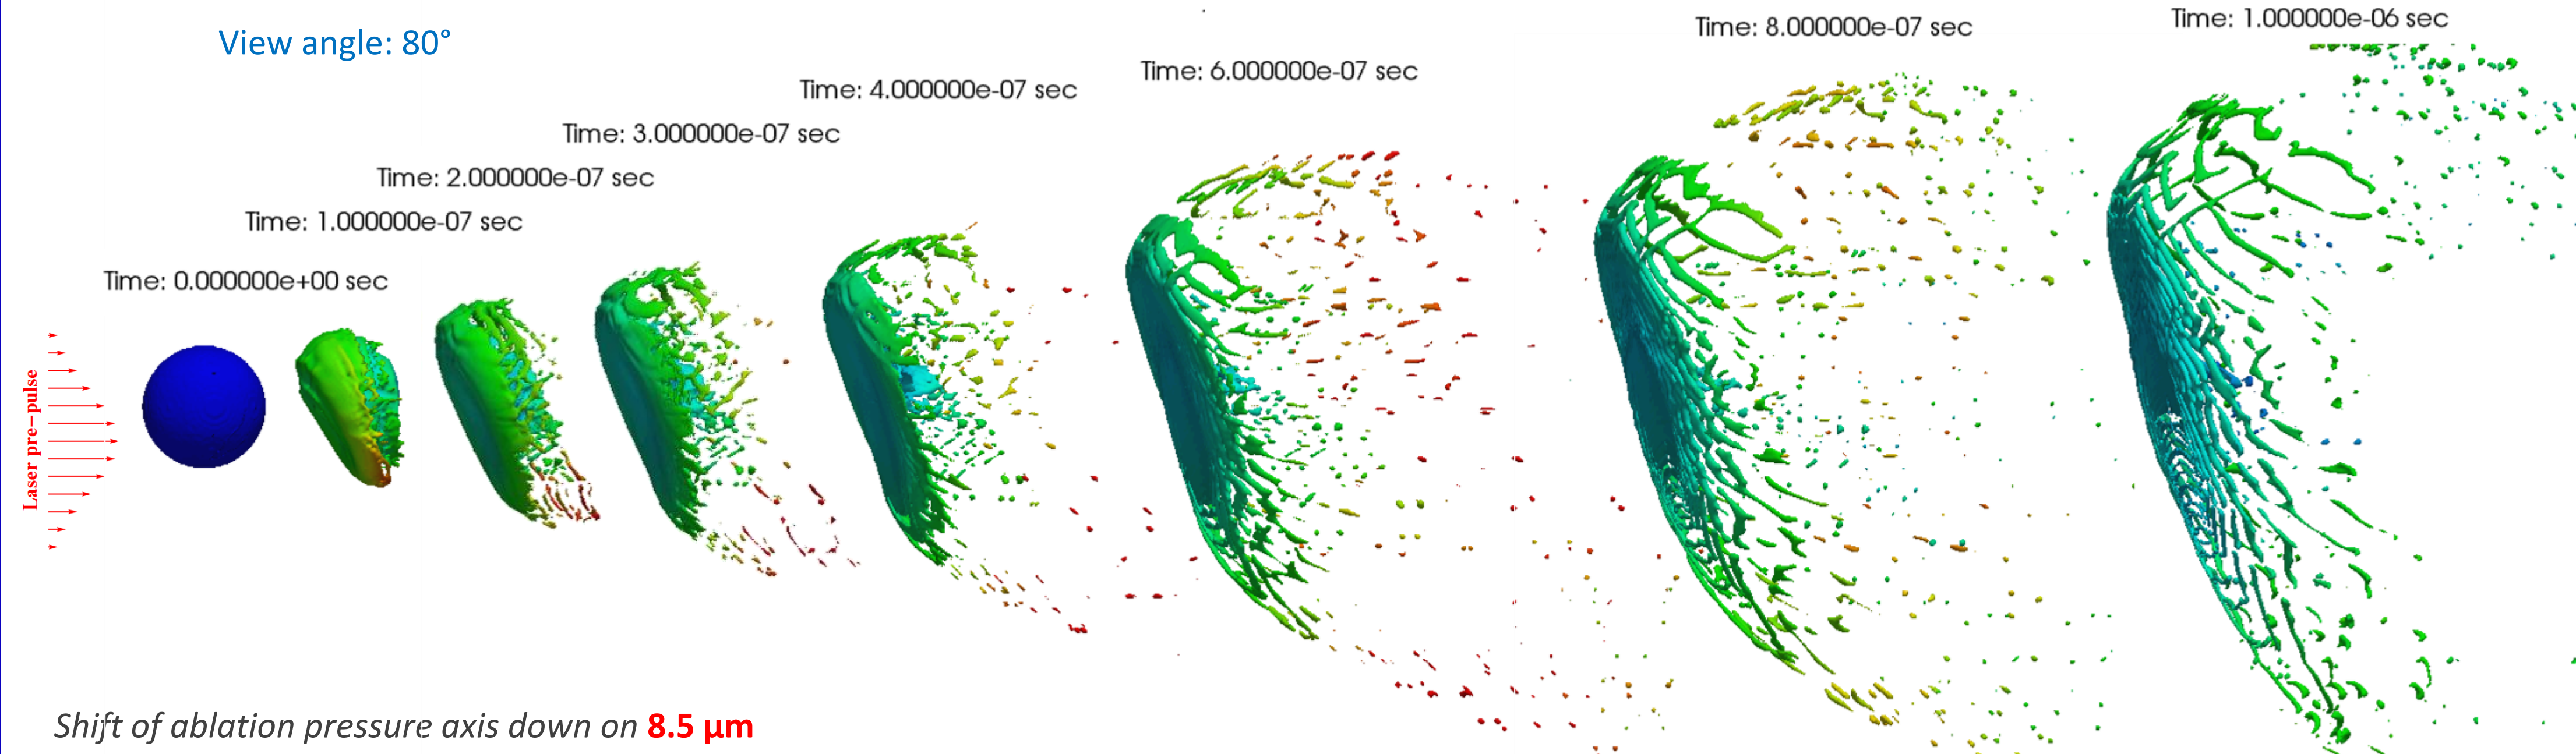 View angle: 80°
Time: 0.000000e+00 sec
Time: 1.000000e-07 sec
Time: 2.000000e-07 sec
Time: 3.000000e-07 sec
Time: 4.000000e-07 sec
Time: 6.000000e-07 sec
Time: 8.000000e-07 sec
Time: 1.000000e-06 sec
Laser pre-pulse
Shift of ablation pressure axis down on 8.5 μm